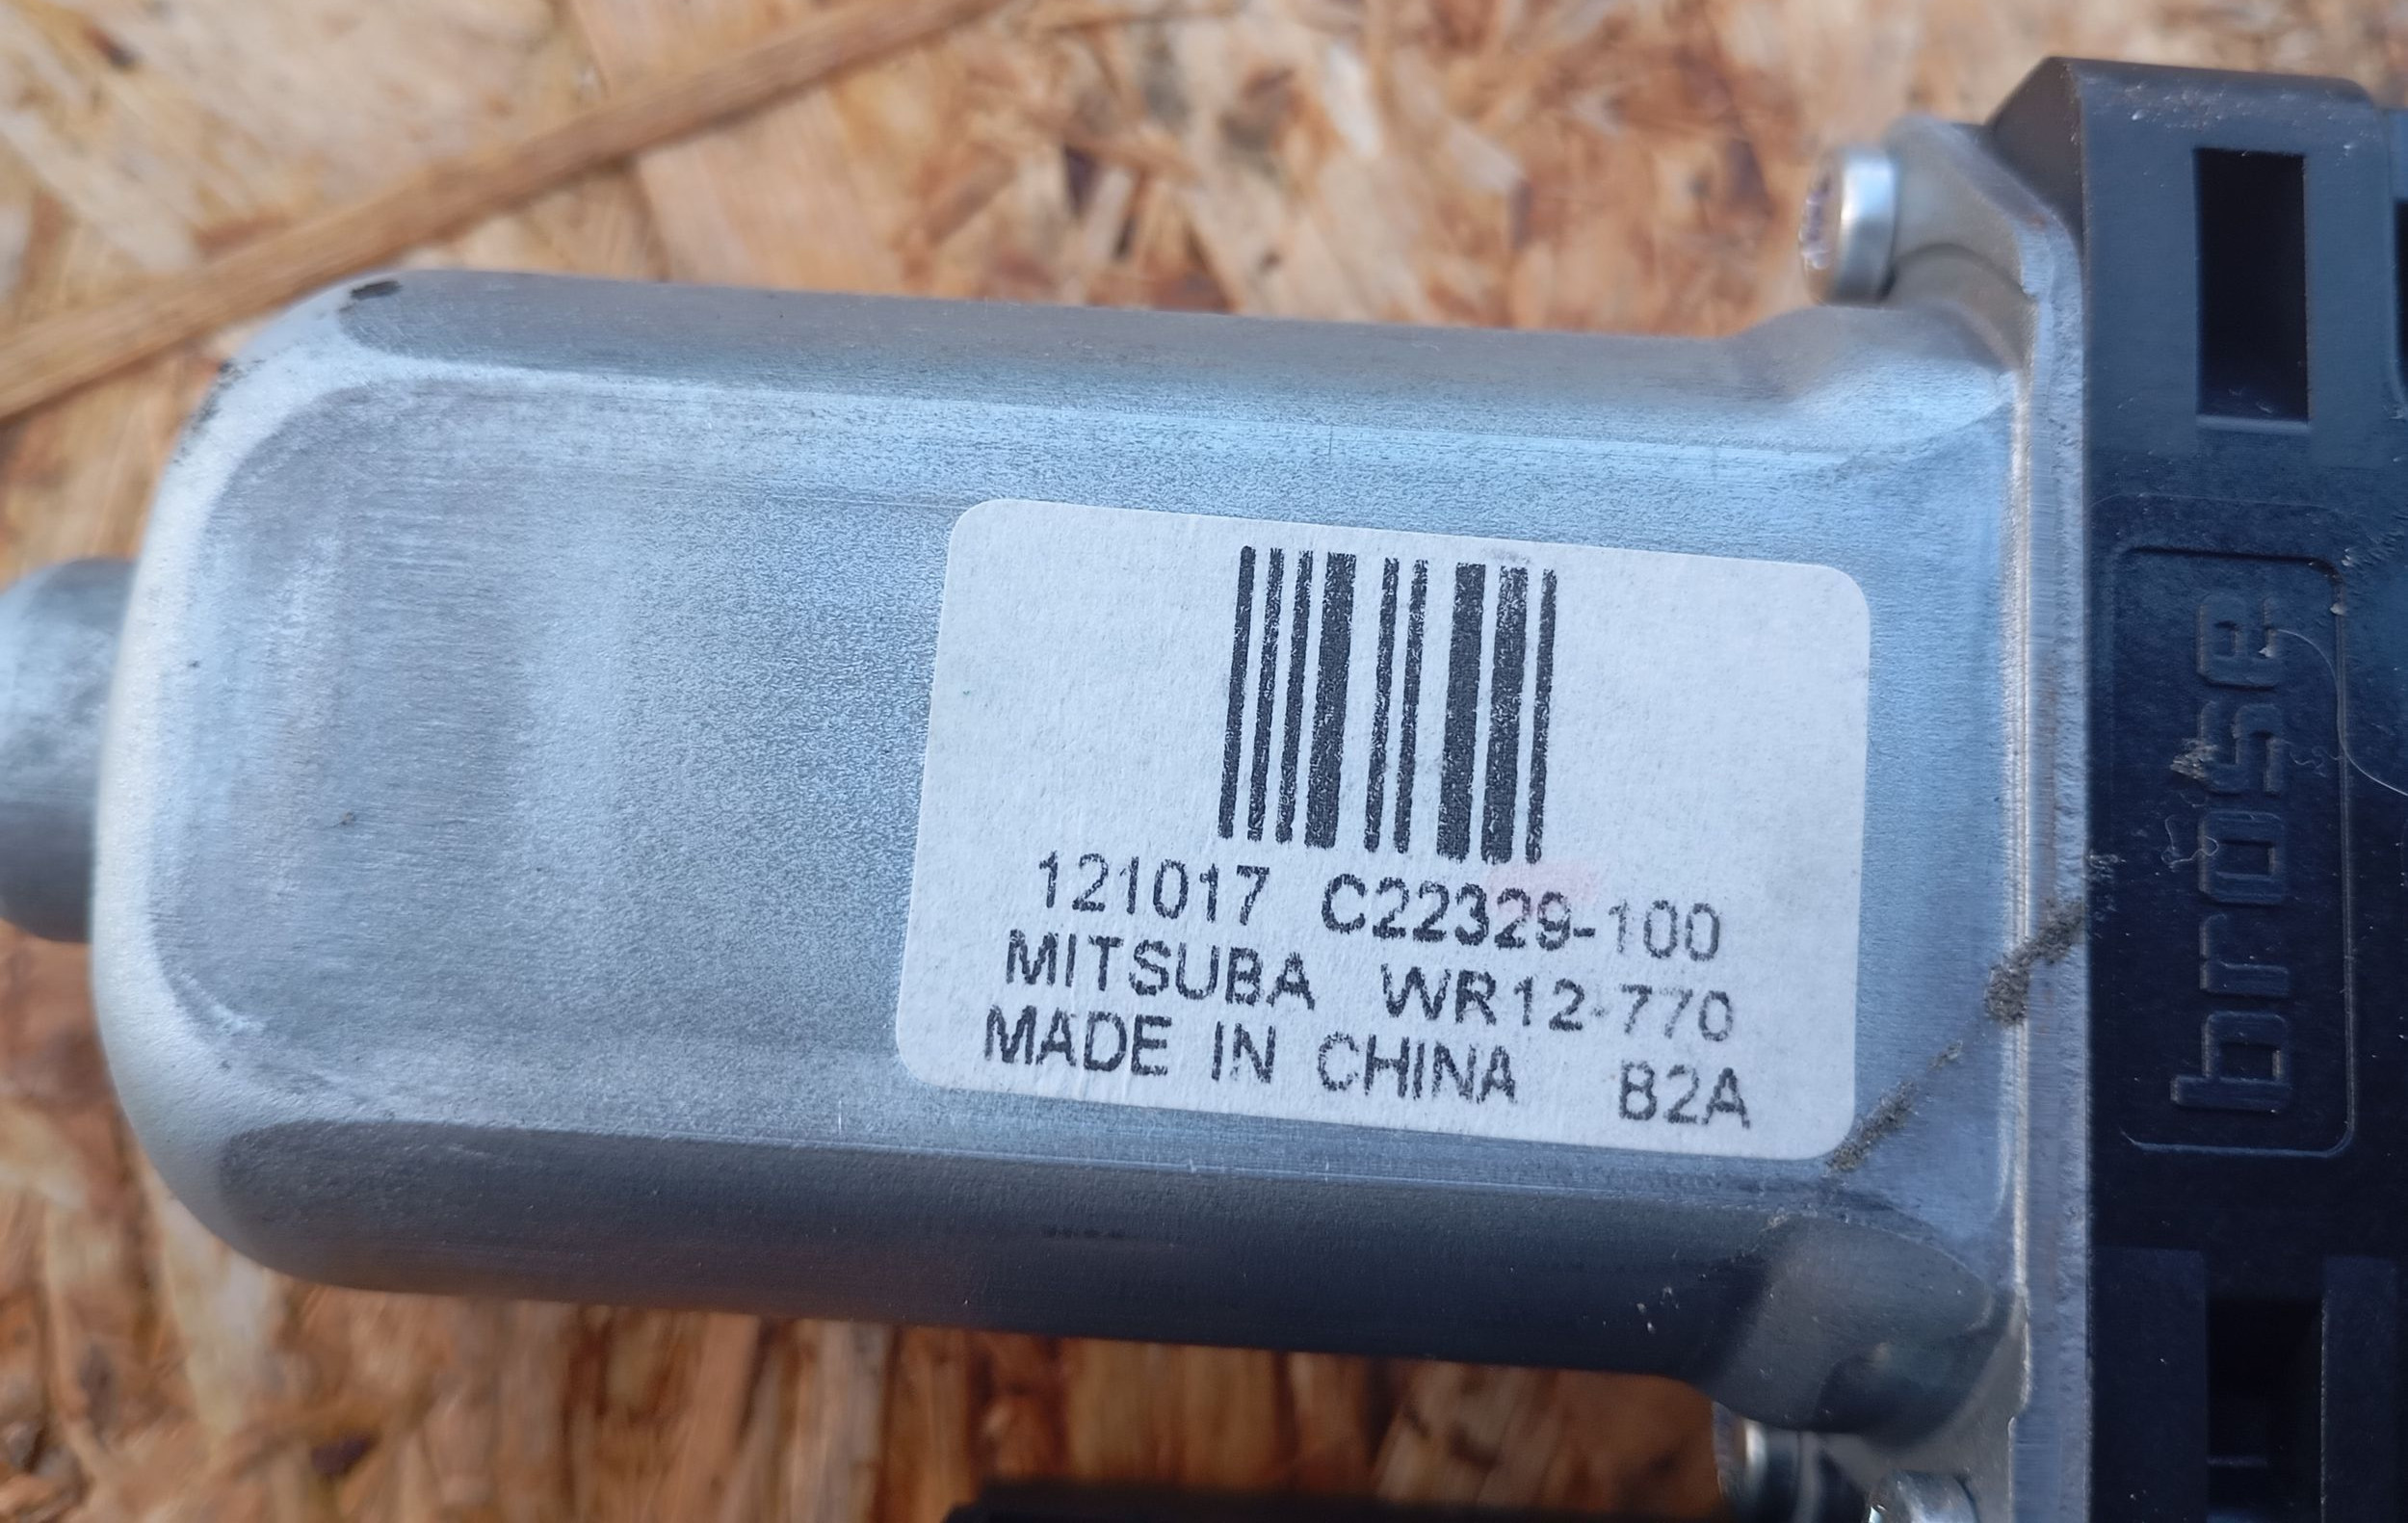 121017 C22329-100
MITSUBA WR12-770
MADE IN CHINA B2A
brose